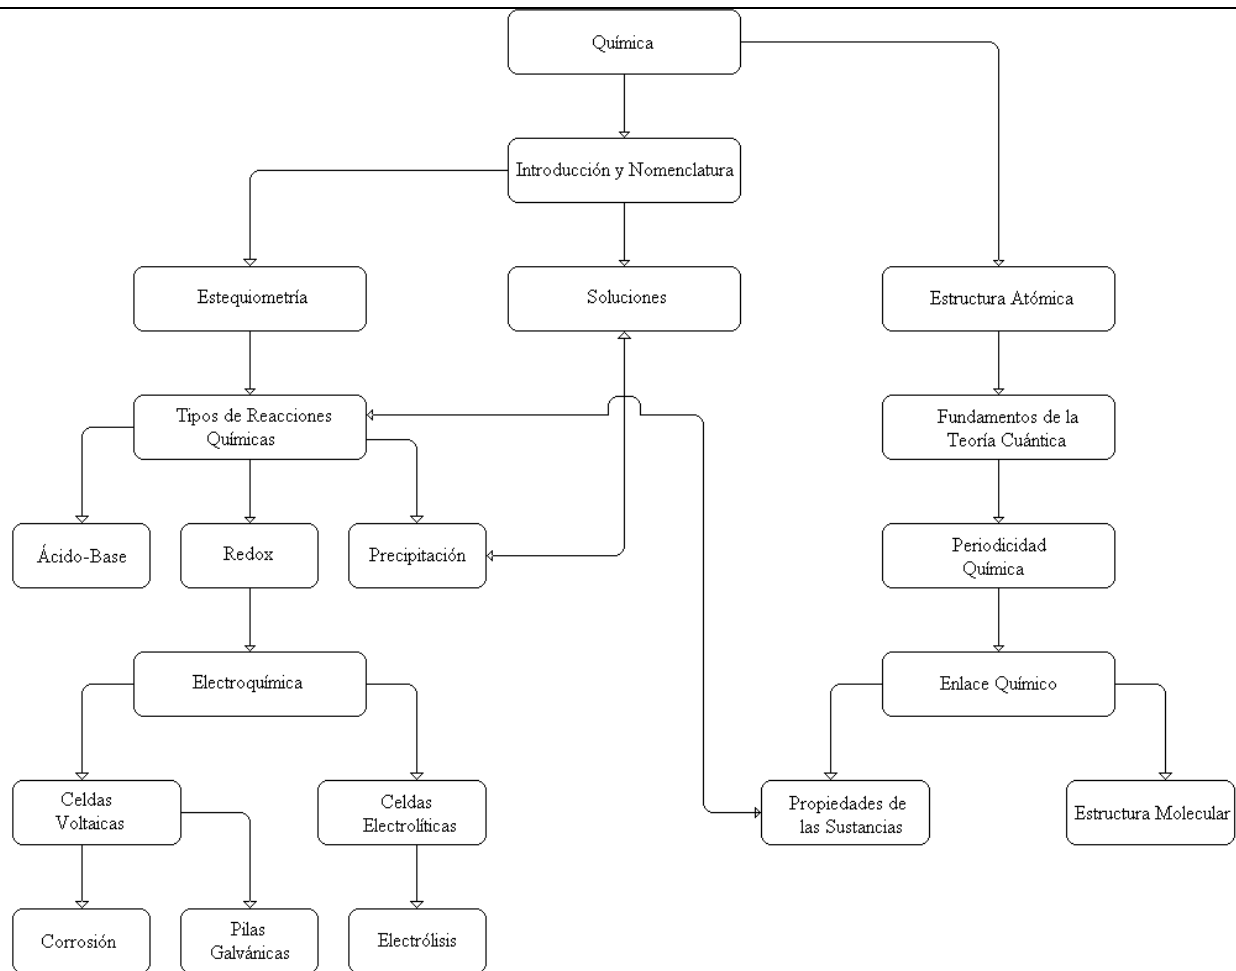 Química
Introducción y Nomenclatura
Estequiometría
Soluciones
Estructura Atómica
Tipos de Reacciones
Químicas
Fundamentos de la
Teoría Cuántica
Ácido-Base
Redox
Precipitación
Periodicidad
Química
Electroquímica
Enlace Químico
Celdas
Voltaicas
Celdas
Electrolíticas
Propiedades de
las Sustancias
Estructura Molecular
Corrosión
Pilas
Galvánicas
Electrólisis